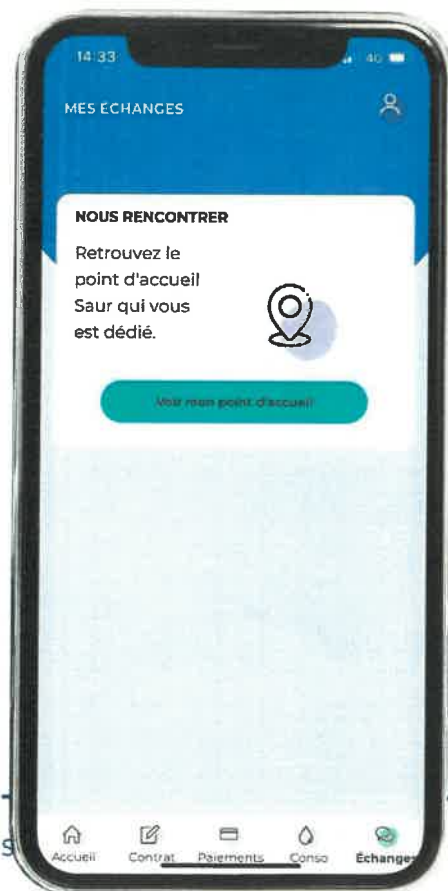 14:33
4G
MES ÉCHANGES
NOUS RENCONTRER
Retrouvez le
point d'accueil
Saur qui vous
est dédié.
Voir mon point d'accueil
Accueil Contrat Paiements Conso Échanges
S